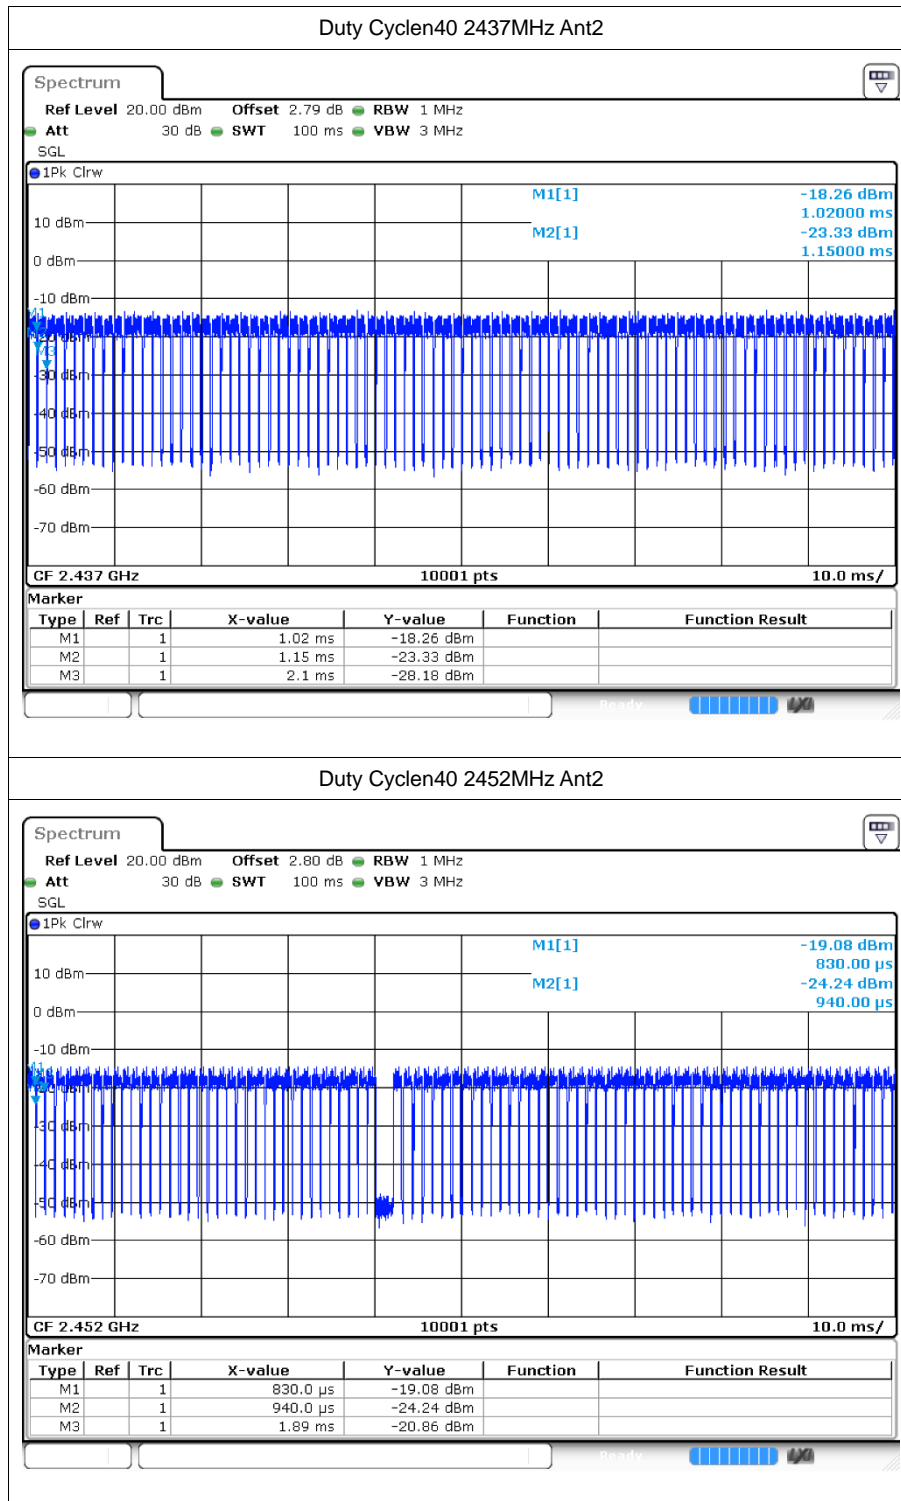 Duty Cyclen40 2437MHz Ant2
Spectrum
Ref Level 20.00 dBm Offset 2.79 dB RBW 1 MHz
Att 30 dB SWT 100 ms VBW 3 MHz
SGL
1Pk Clrw
M1[1] -18.26 dBm
1.02000 ms
10 dBm
M2[1] -23.33 dBm
1.15000 ms
0 dBm
-10 dBm
M1
-20 dBm
M3
-30 dBm
-40 dBm
-50 dBm
-60 dBm
-70 dBm
CF 2.437 GHz 10001 pts 10.0 ms/
Marker
Type Ref Trc X-value Y-value Function Function Result
M1 1 1.02 ms -18.26 dBm
M2 1 1.15 ms -23.33 dBm
M3 1 2.1 ms -28.18 dBm
Ready LXI
Duty Cyclen40 2452MHz Ant2
Spectrum
Ref Level 20.00 dBm Offset 2.80 dB RBW 1 MHz
Att 30 dB SWT 100 ms VBW 3 MHz
SGL
1Pk Clrw
M1[1] -19.08 dBm
830.00 µs
10 dBm
M2[1] -24.24 dBm
940.00 µs
0 dBm
-10 dBm
-20 dBm
-30 dBm
-40 dBm
-50 dBm
-60 dBm
-70 dBm
CF 2.452 GHz 10001 pts 10.0 ms/
Marker
Type Ref Trc X-value Y-value Function Function Result
M1 1 830.0 µs -19.08 dBm
M2 1 940.0 µs -24.24 dBm
M3 1 1.89 ms -20.86 dBm
Ready LXI